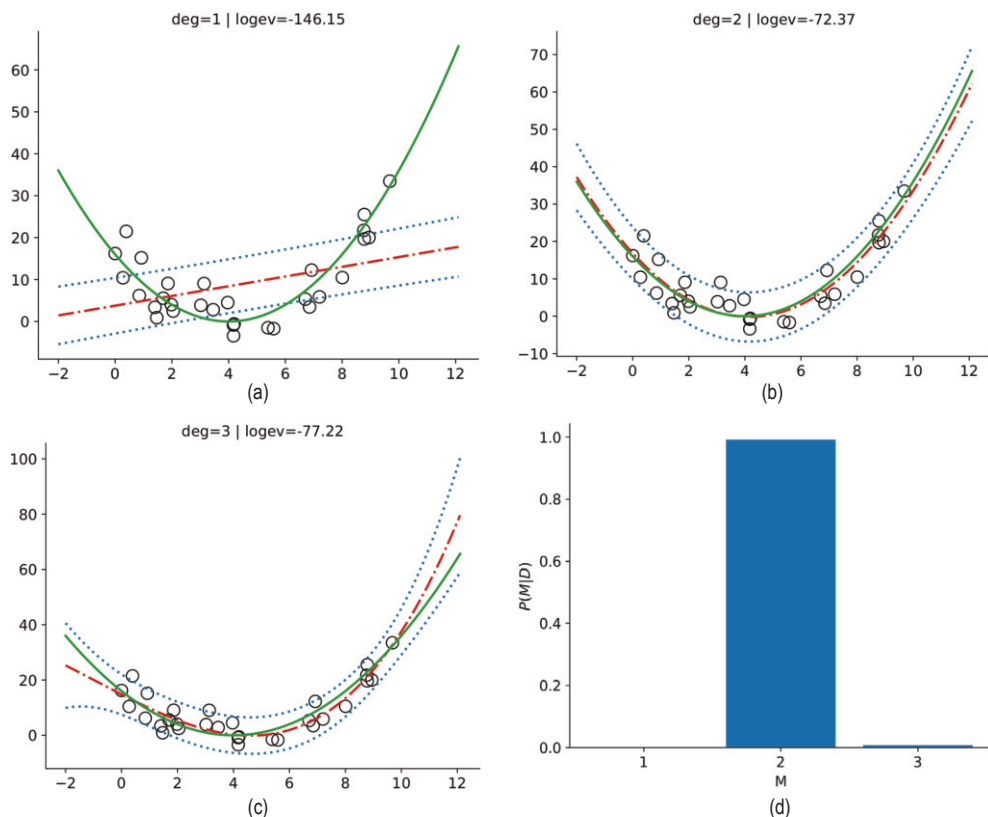 deg=1 | logev=-146.15
60
50
40
30
20
10
0
−2 0 2 4 6 8 10 12
(a)
deg=2 | logev=-72.37
70
60
50
40
30
20
10
0
−10
−2 0 2 4 6 8 10 12
(b)
deg=3 | logev=-77.22
100
80
60
40
20
0
−2 0 2 4 6 8 10 12
(c)
1.0
0.8
0.6
0.4
0.2
0.0
P(M|D)
1 2 3
M
(d)